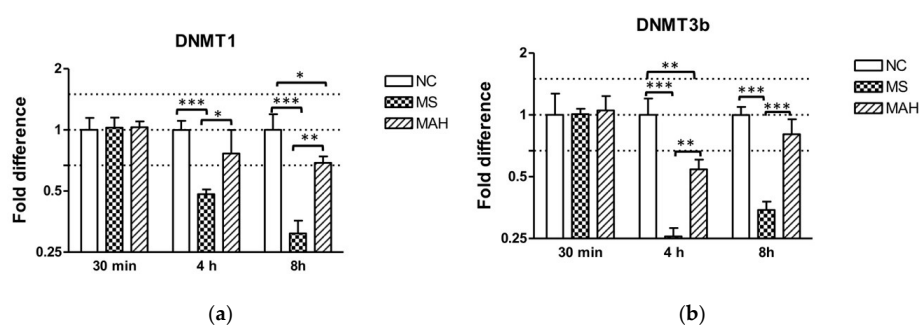 DNMT1
Fold difference
2
1
0.5
0.25
***
*
***
*
**
30 min
4 h
8h
NC
MS
MAH
(a)
DNMT3b
Fold difference
2
1
0.5
0.25
**
***
**
***
***
30 min
4 h
8h
NC
MS
MAH
(b)